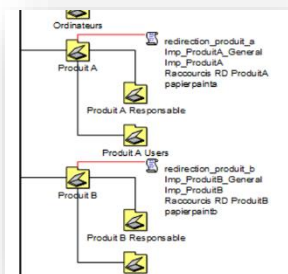 Ordinateurs
redirection_produit_a
Imp_ProduitA_General
Imp_ProduitA
Raccourcis RD ProduitA
papierpainta
Produit A
Produit A Responsable
Produit A Users
redirection_produit_b
Imp_ProduitB_General
Imp_ProduitB
Raccourcis RD ProduitB
papierpaintb
Produit B
Produit B Responsable